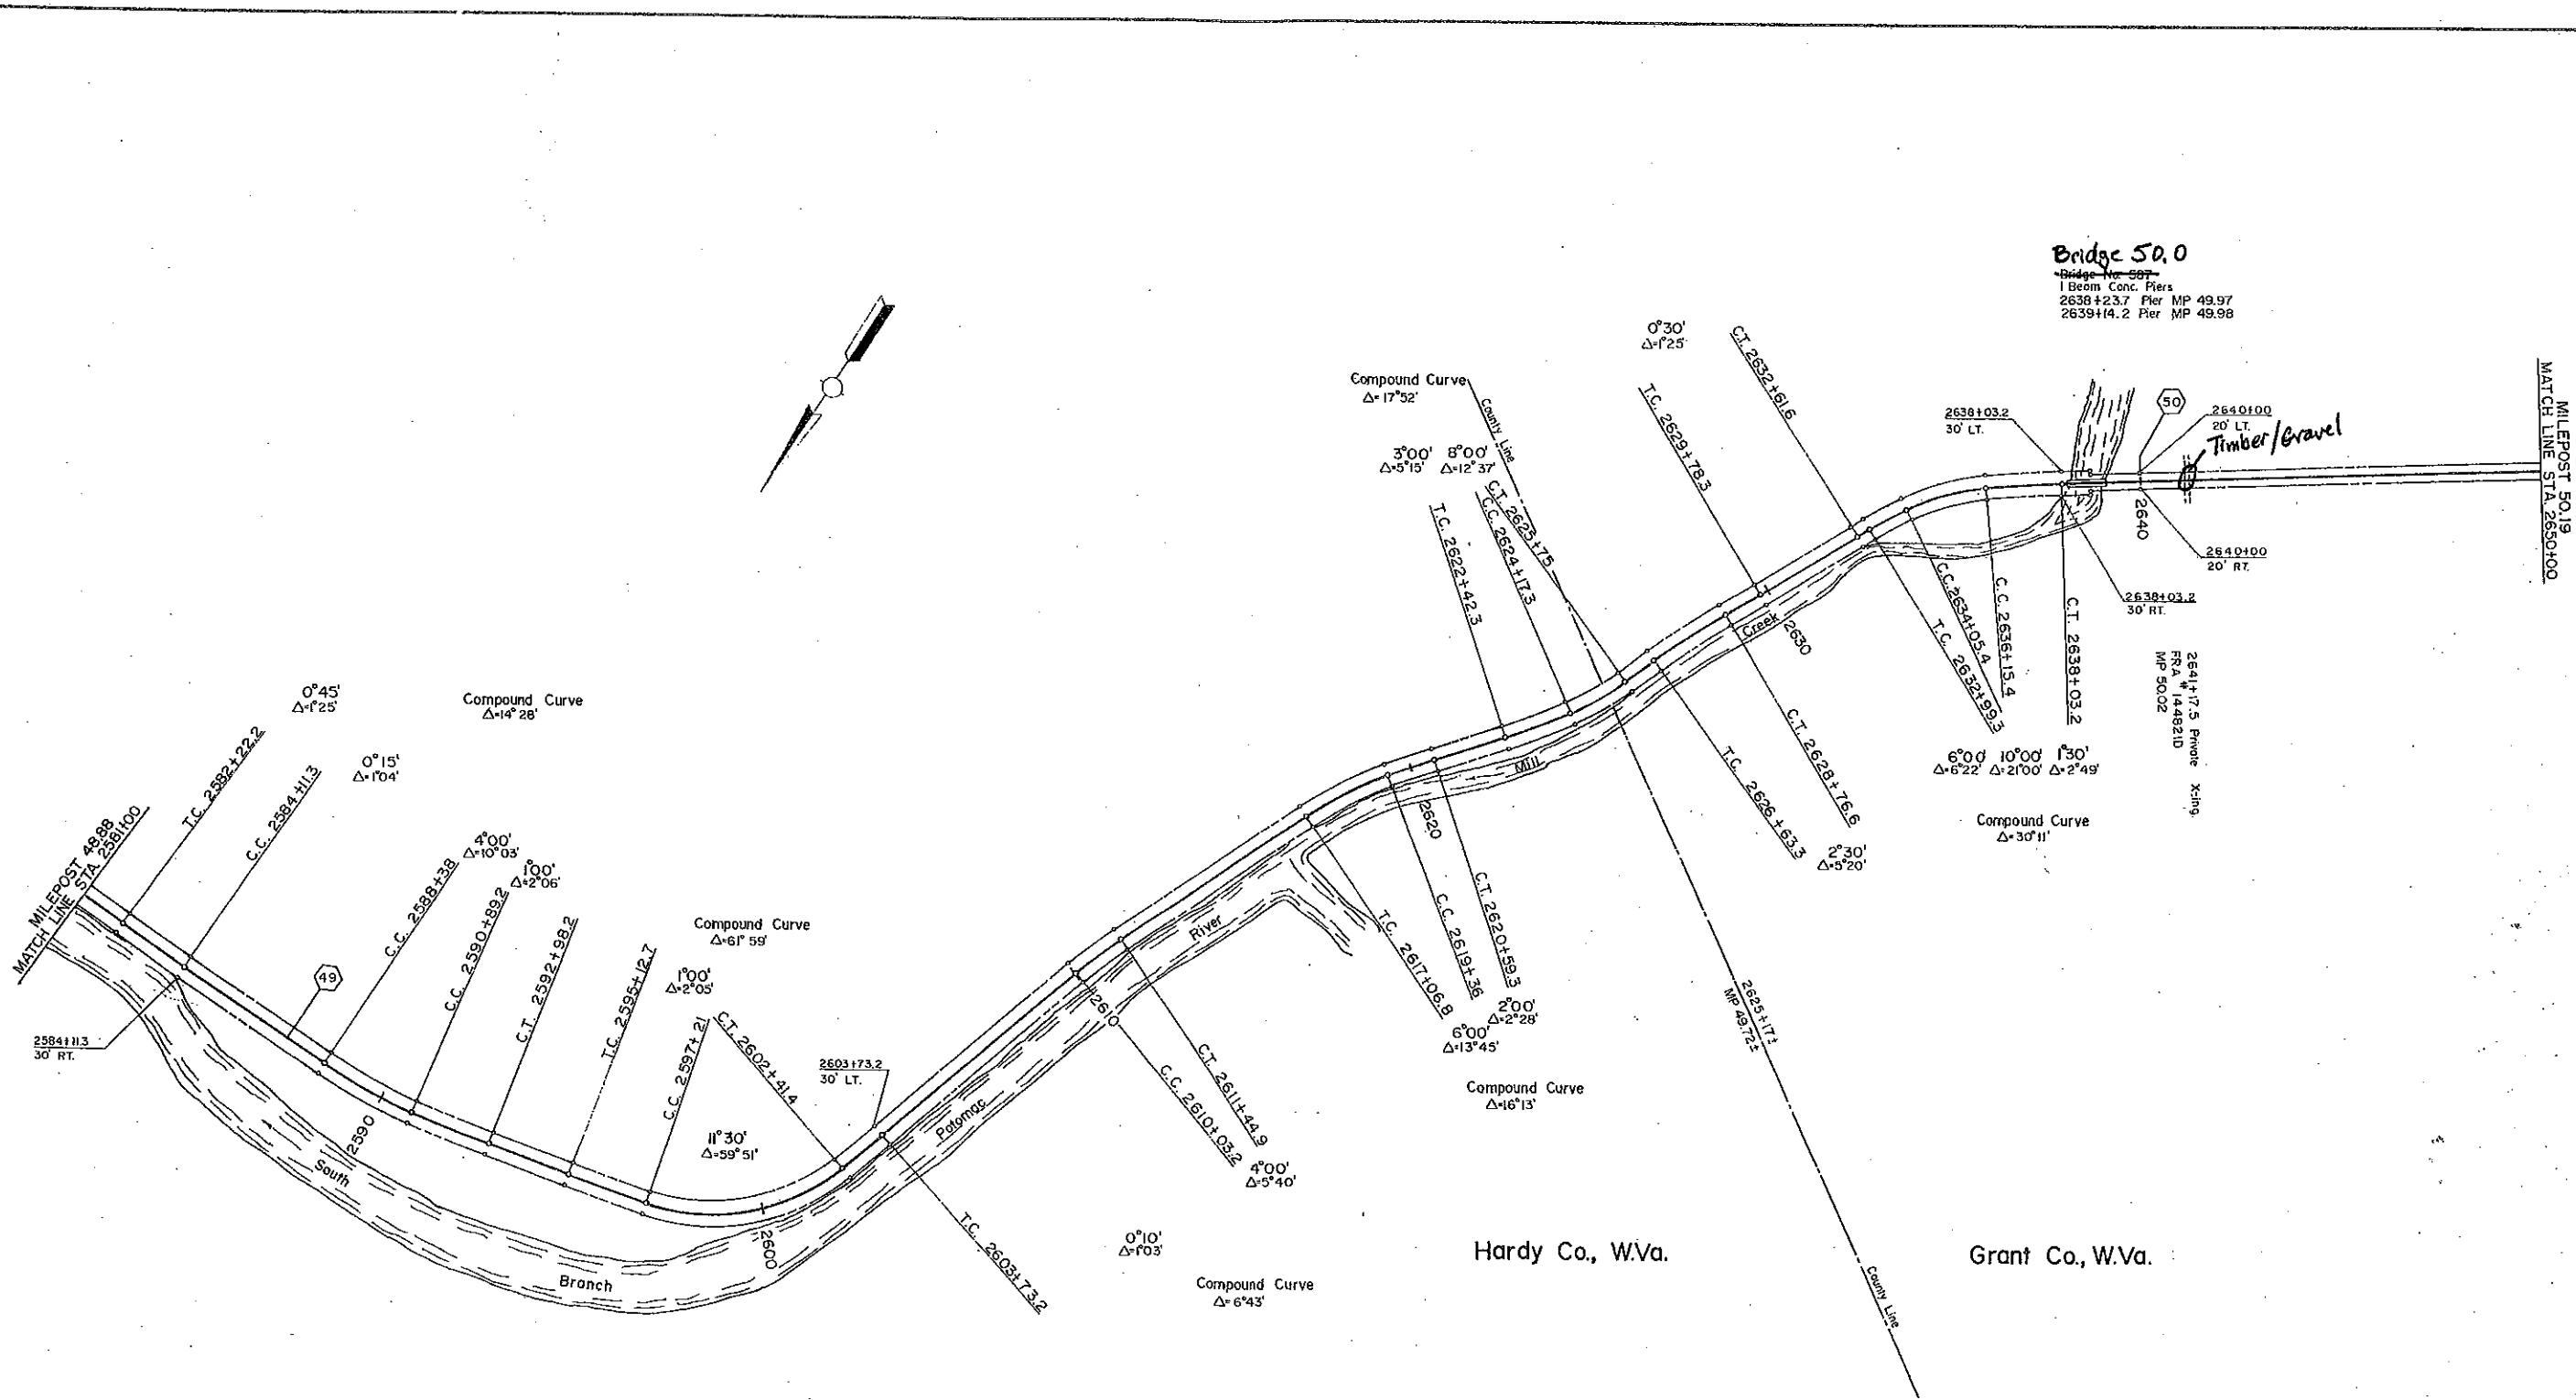 Bridge 50.0
Bridge No. 587
I Beam Conc. Piers
2638+23.7 Pier MP 49.97
2639+14.2 Pier MP 49.98
MILEPOST 50.19
MATCH LINE STA. 2650+00
50
2640+00
20' LT.
Timber/Gravel
2638+03.2
30' LT.
2640
2640+00
20' RT.
2638+03.2
30' RT.
2641+17.5 Private X-ing.
FRA # 144821D
MP 50.02
C.T. 2638+03.2
C.C. 2636+15.4
C.C. 2634+05.4
T.C. 2632+99.3
6°00' 10°00' 1°30'
Δ=6°22' Δ=21°00' Δ=2°49'
Compound Curve
Δ=30°11'
0°30'
Δ=1°25'
C.T. 2632+61.6
T.C. 2629+78.3
Compound Curve
Δ=17°52'
County Line
3°00' 8°00'
Δ=5°15' Δ=12°37'
C.T. 2625+75
C.C. 2624+17.3
T.C. 2622+42.3
Creek
2630
C.T. 2628+76.6
T.C. 2626+63.3
2°30'
Δ=5°20'
Mill
2620
C.T. 2620+59.3
C.C. 2619+36
T.C. 2617+06.8
2°00'
Δ=2°28'
6°00'
Δ=13°45'
Compound Curve
Δ=16°13'
2625+17±
MP 49.72±
0°45'
Δ=1°25'
Compound Curve
Δ=14°28'
T.C. 2582+22.2
0°15'
Δ=1°04'
C.C. 2584+11.3
MILEPOST 48.88
MATCH LINE STA. 2581+00
4°00'
Δ=10°03'
C.C. 2588+38
1°00'
Δ=2°06'
C.C. 2590+89.2
C.T. 2592+98.2
49
2584+11.3
30' RT.
2590
South
Branch
Compound Curve
Δ=61°59'
1°00'
Δ=2°05'
T.C. 2595+12.7
C.C. 2597+21
C.T. 2602+41.4
11°30'
Δ=59°51'
2603+73.2
30' LT.
2600
Potomac
River
2610
C.T. 2611+44.9
C.C. 2610+03.2
4°00'
Δ=5°40'
T.C. 2603+73.2
0°10'
Δ=1°03'
Compound Curve
Δ=6°43'
Hardy Co., W.Va.
Grant Co., W.Va.
County Line